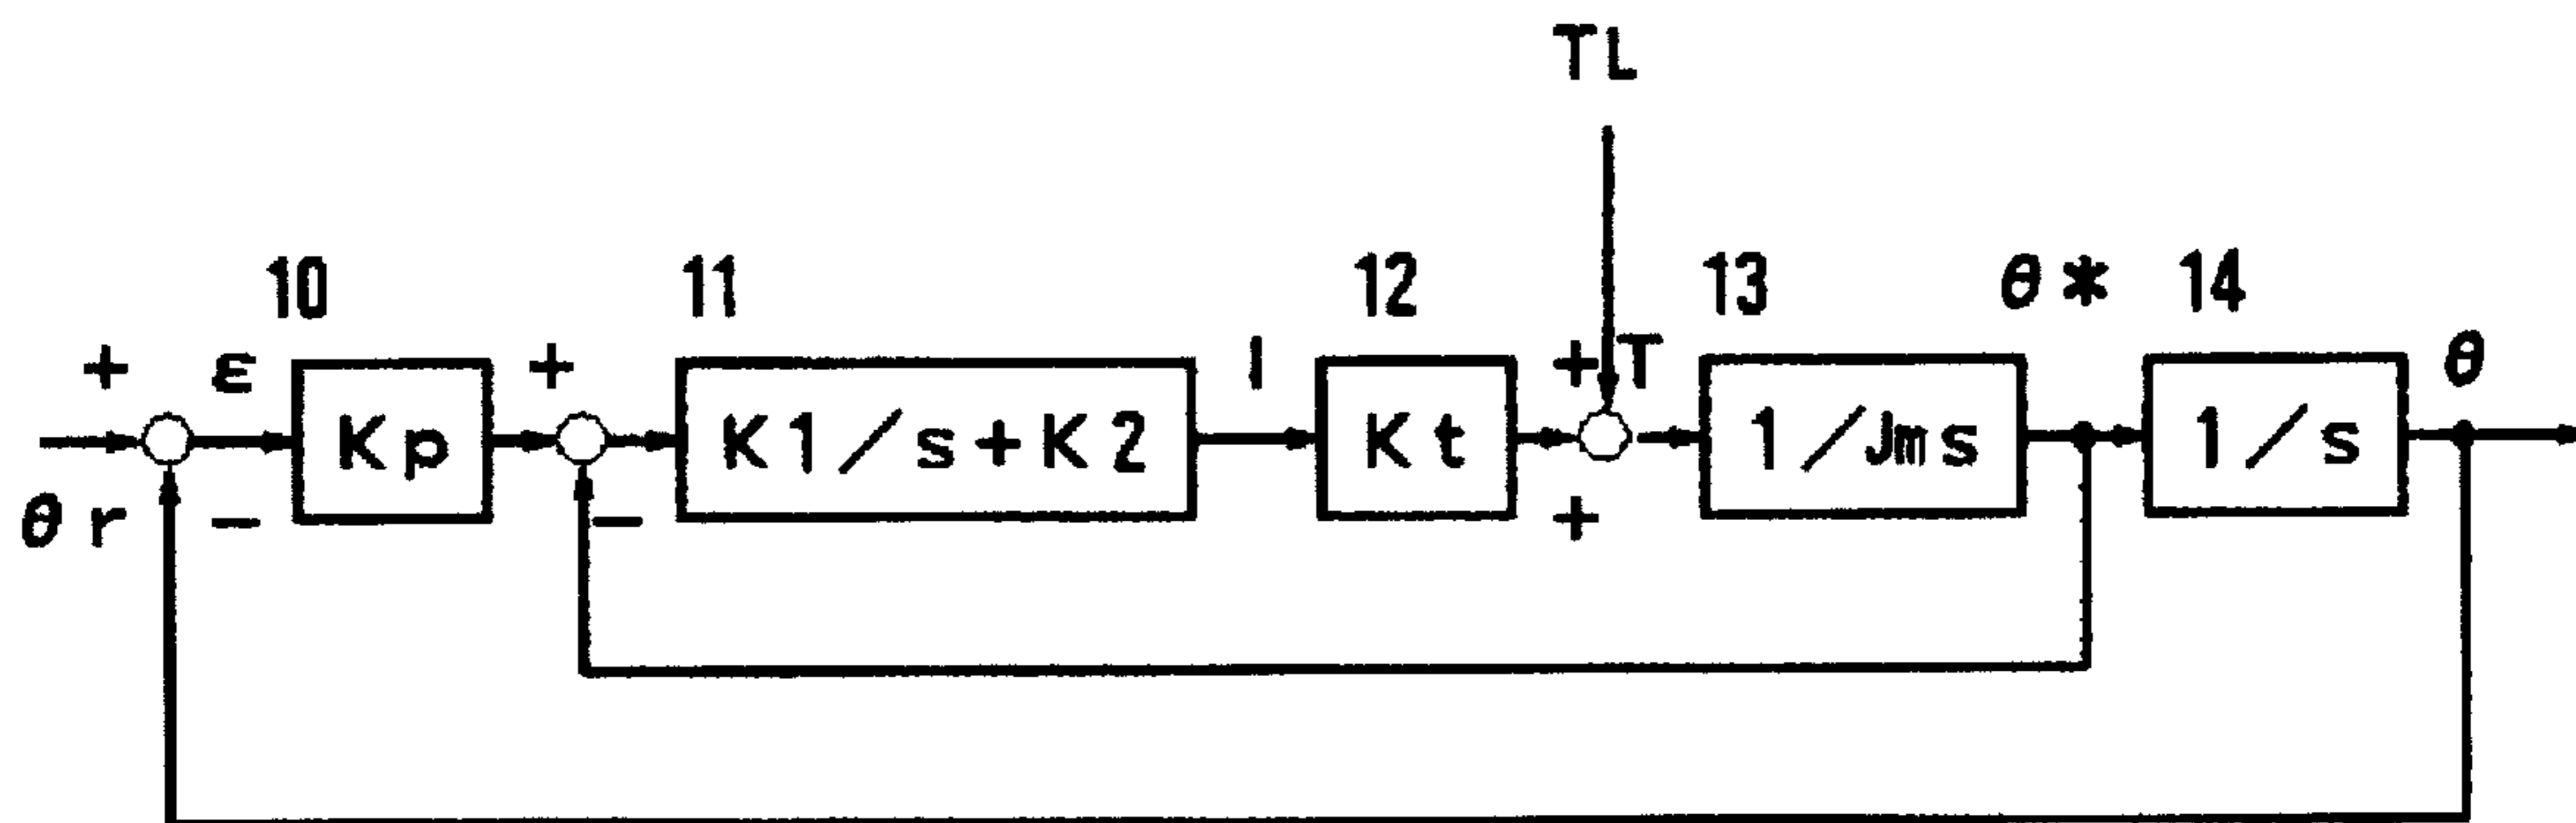 TL
10 11 12 13 θ* 14
+ ε + I + T θ
Kp K1/s+K2 Kt 1/Jms 1/s
θr − − +